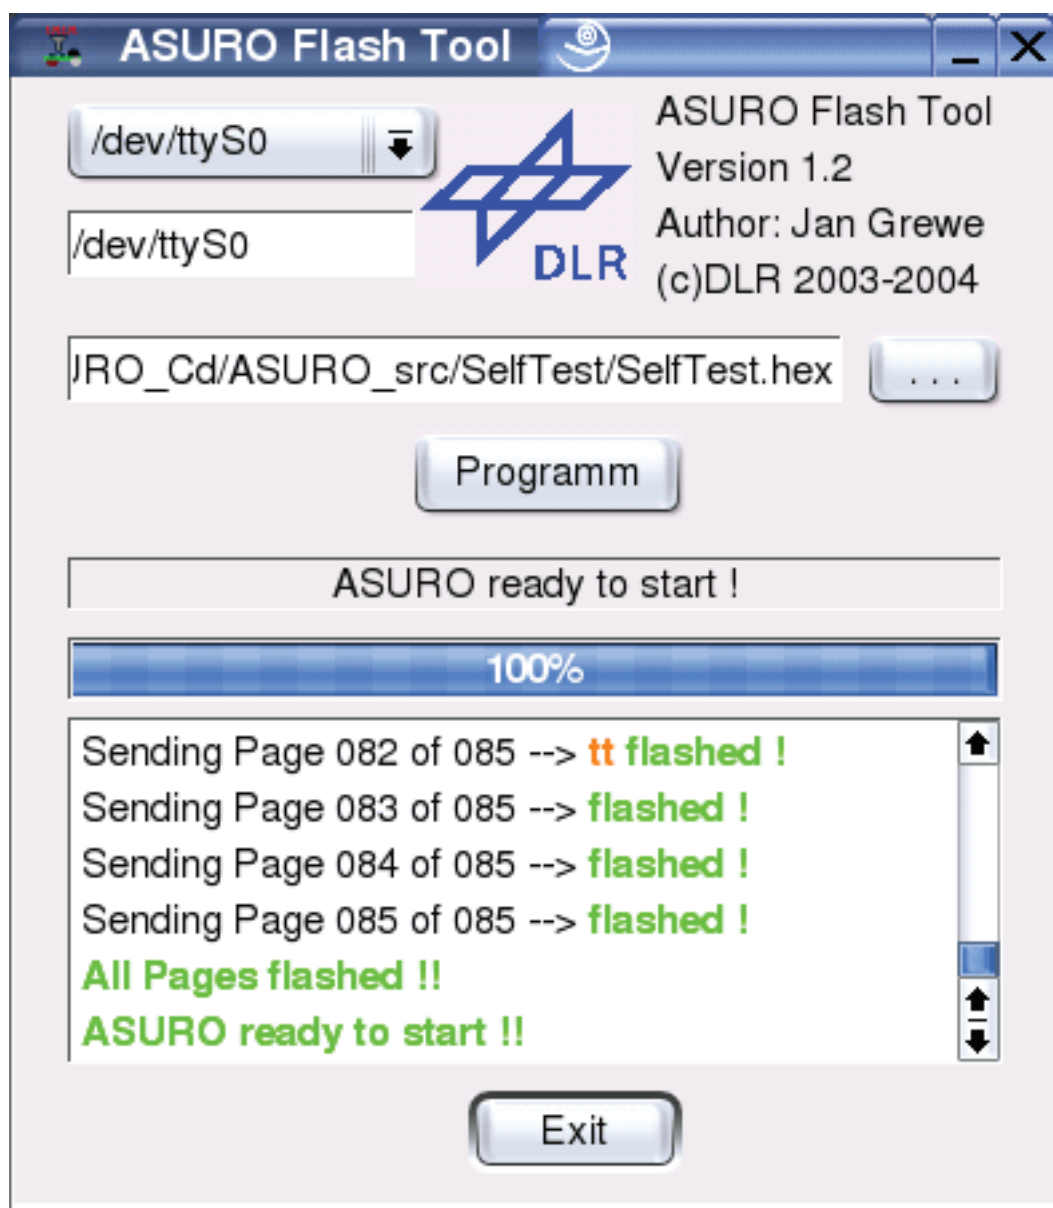 ASURO Flash Tool
/dev/ttyS0
/dev/ttyS0
DLR
ASURO Flash Tool
Version 1.2
Author: Jan Grewe
(c)DLR 2003-2004
JRO_Cd/ASURO_src/SelfTest/SelfTest.hex
...
Programm
ASURO ready to start !
100%
Sending Page 082 of 085 --> tt flashed !
Sending Page 083 of 085 --> flashed !
Sending Page 084 of 085 --> flashed !
Sending Page 085 of 085 --> flashed !
All Pages flashed !!
ASURO ready to start !!
Exit